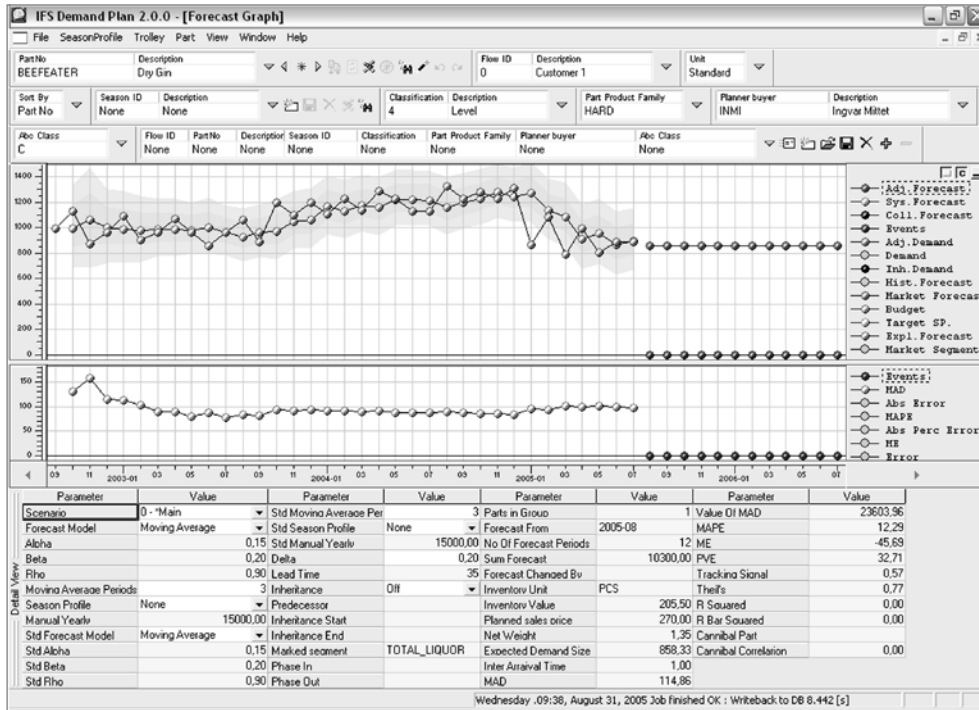 IFS Demand Plan 2.0.0 - [Forecast Graph]
File SeasonProfile Trolley Part View Window Help
Part No Description Flow ID Description Unit
BEEFEATER Dry Gin 0 Customer 1 Standard
Sort By Season ID Description Classification Description Part Product Family Planner buyer Description
Part No None None 4 Level HARD INMI Ingvar Mittet
Abc Class Flow ID Part No Description Season ID Classification Part Product Family Planner buyer Abc Class
C None None None None None None None None
1400
1200
1000
800
600
400
200
0
Adj.Forecast
Sys.Forecast
Coll.Forecast
Events
Adj.Demand
Demand
Inh.Demand
Hist.Forecast
Market Forecas
Budget
Target SP.
Expl.Forecast
Market Segment
150
100
50
0
Events
MAD
Abs Error
MAPE
Abs Perc Error
ME
Error
09 11 2003-01 03 05 07 09 11 2004-01 03 05 07 09 11 2005-01 03 05 07 09 11 2006-01 03 05 07
Detail View
Parameter Value Parameter Value Parameter Value Parameter Value
Scenario 0 - *Main Std Moving Average Per 3 Parts in Group 1 Value Of MAD 23603,96
Forecast Model Moving Average Std Season Profile None Forecast From 2005-08 MAPE 12,29
Alpha 0,15 Std Manual Yearly 15000,00 No Of Forecast Periods 12 ME -45,69
Beta 0,20 Delta 0,20 Sum Forecast 10300,00 PVE 32,71
Rho 0,90 Lead Time 35 Forecast Changed By Tracking Signal 0,57
Moving Average Periods 3 Inheritance Off Inventory Unit PCS Theil's 0,77
Season Profile None Predecessor Inventory Value 205,50 R Squared 0,00
Manual Yearly 15000,00 Inheritance Start Planned sales price 270,00 R Bar Squared 0,00
Std Forecast Model Moving Average Inheritance End Net Weight 1,35 Cannibal Part
Std Alpha 0,15 Marked segment TOTAL_LIQUOR Expected Demand Size 858,33 Cannibal Correlation 0,00
Std Beta 0,20 Phase In Inter Arraival Time 1,00
Std Rho 0,90 Phase Out MAD 114,86
Wednesday .09:38, August 31, 2005 Job finished OK : Writeback to DB 8.442 [s]